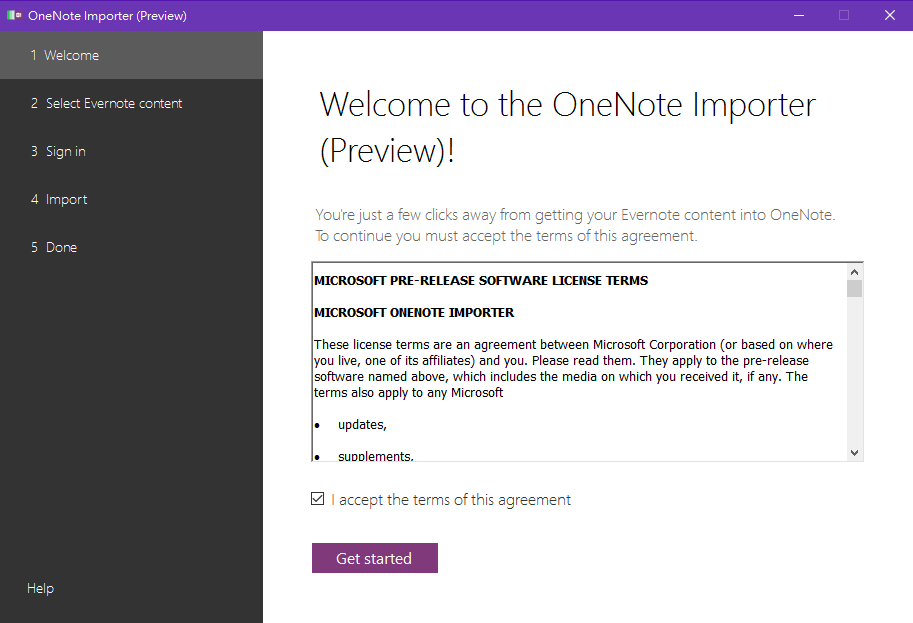 OneNote Importer (Preview)
1 Welcome
2 Select Evernote content
3 Sign in
4 Import
5 Done
Help
Welcome to the OneNote Importer
(Preview)!
You're just a few clicks away from getting your Evernote content into OneNote.
To continue you must accept the terms of this agreement.
MICROSOFT PRE-RELEASE SOFTWARE LICENSE TERMS
MICROSOFT ONENOTE IMPORTER
These license terms are an agreement between Microsoft Corporation (or based on where
you live, one of its affiliates) and you. Please read them. They apply to the pre-release
software named above, which includes the media on which you received it, if any. The
terms also apply to any Microsoft
• updates,
• supplements,
I accept the terms of this agreement
Get started